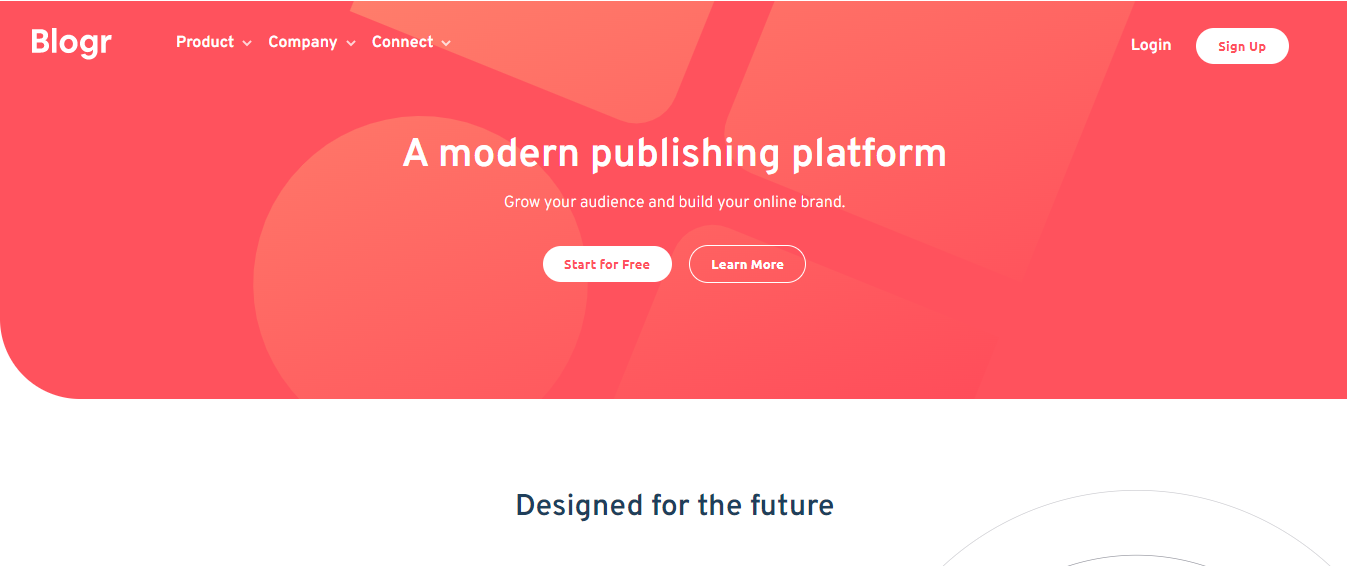 Blogr Product Company Connect Login Sign Up
A modern publishing platform
Grow your audience and build your online brand.
Start for Free Learn More
Designed for the future